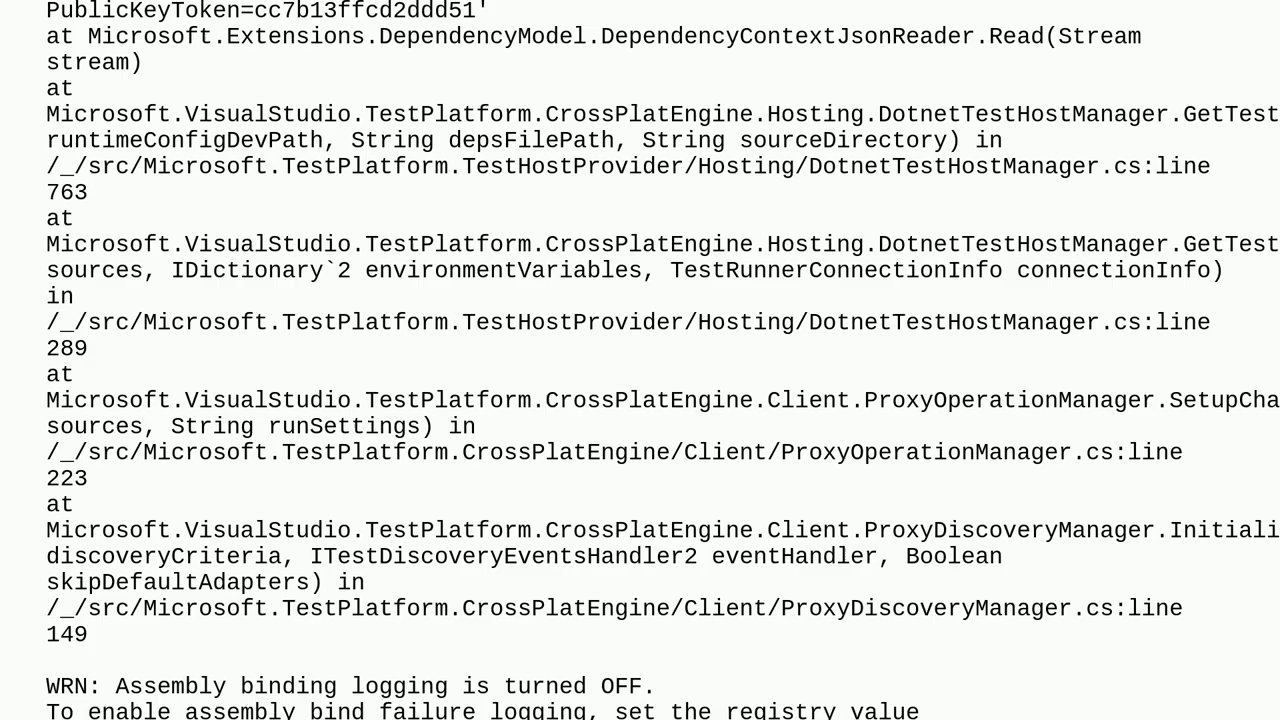 PublicKeyToken=cc7b13ffcd2ddd51'
at Microsoft.Extensions.DependencyModel.DependencyContextJsonReader.Read(Stream
stream)
at
Microsoft.VisualStudio.TestPlatform.CrossPlatEngine.Hosting.DotnetTestHostManager.GetTest
runtimeConfigDevPath, String depsFilePath, String sourceDirectory) in
/_/src/Microsoft.TestPlatform.TestHostProvider/Hosting/DotnetTestHostManager.cs:line
763
at
Microsoft.VisualStudio.TestPlatform.CrossPlatEngine.Hosting.DotnetTestHostManager.GetTest
sources, IDictionary`2 environmentVariables, TestRunnerConnectionInfo connectionInfo)
in
/_/src/Microsoft.TestPlatform.TestHostProvider/Hosting/DotnetTestHostManager.cs:line
289
at
Microsoft.VisualStudio.TestPlatform.CrossPlatEngine.Client.ProxyOperationManager.SetupCha
sources, String runSettings) in
/_/src/Microsoft.TestPlatform.CrossPlatEngine/Client/ProxyOperationManager.cs:line
223
at
Microsoft.VisualStudio.TestPlatform.CrossPlatEngine.Client.ProxyDiscoveryManager.Initiali
discoveryCriteria, ITestDiscoveryEventsHandler2 eventHandler, Boolean
skipDefaultAdapters) in
/_/src/Microsoft.TestPlatform.CrossPlatEngine/Client/ProxyDiscoveryManager.cs:line
149
WRN: Assembly binding logging is turned OFF.
To enable assembly bind failure logging, set the registry value